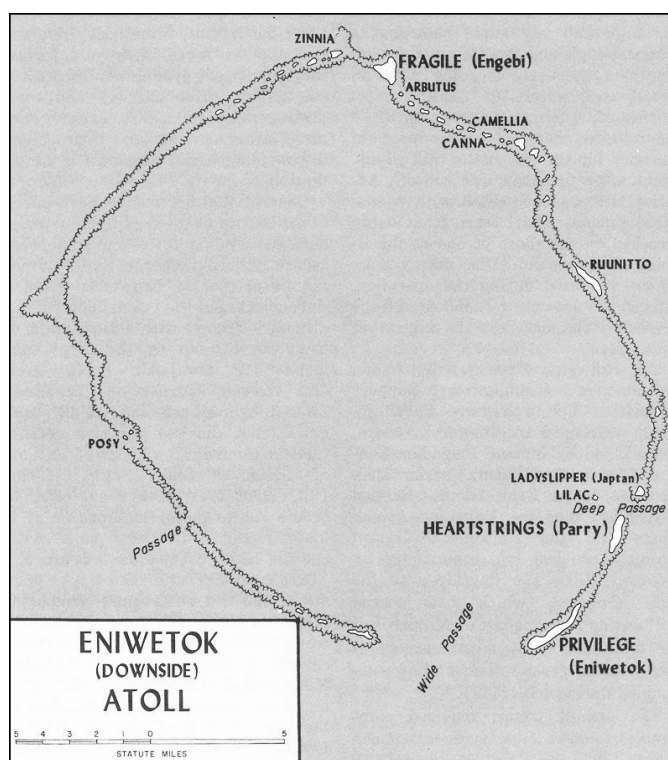 ZINNIA
FRAGILE (Engebi)
ARBUTUS
CAMELLIA
CANNA
RUUNITTO
POSY
LADYSLIPPER (Japtan)
LILAC
Deep Passage
HEARTSTRINGS (Parry)
Passage
Wide Passage
PRIVILEGE
(Eniwetok)
ENIWETOK
(DOWNSIDE)
ATOLL
5 4 3 2 1 0 5
STATUTE MILES